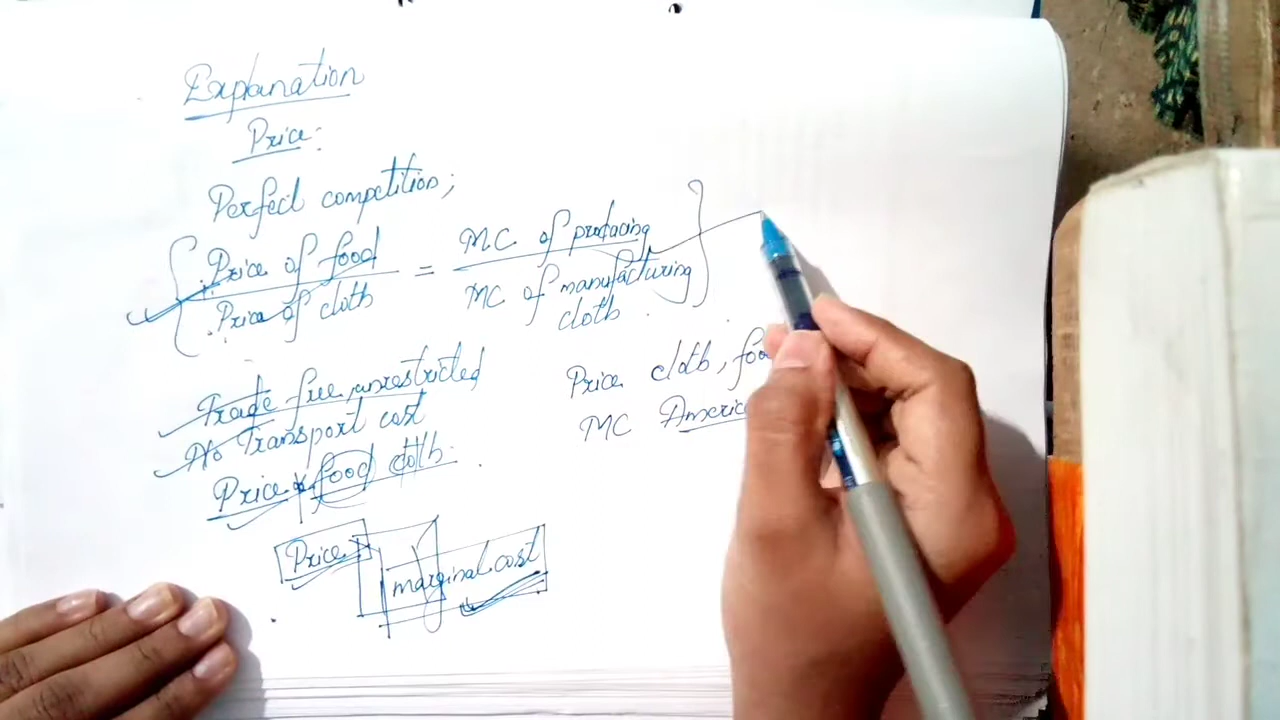 Explanation
Price:
Perfect competition;
Price of food
Price of cloth
=
MC of producing
MC of manufacturing
cloth
Trade free, unrestricted
No Transport cost
Price food cloth
Price
marginal cost
Price cloth, foo
MC America